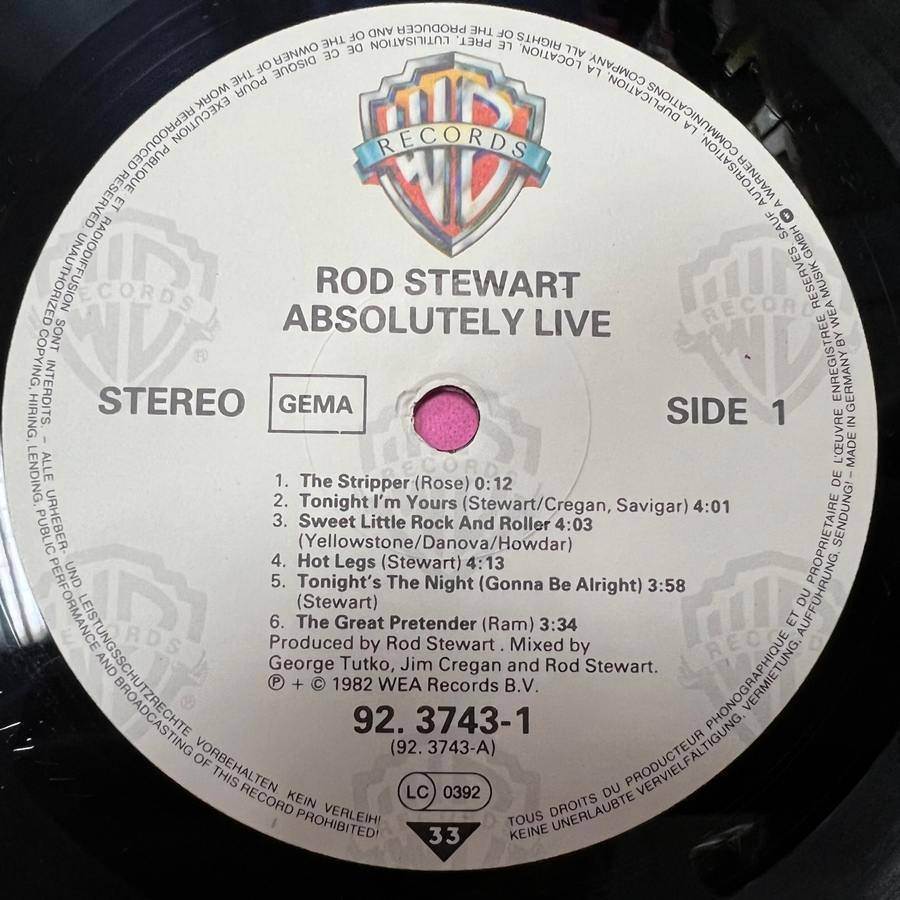 RECORDS
ROD STEWART
ABSOLUTELY LIVE
STEREO GEMA SIDE 1
1. The Stripper (Rose) 0:12
2. Tonight I'm Yours (Stewart/Cregan, Savigar) 4:01
3. Sweet Little Rock And Roller 4:03
(Yellowstone/Danova/Howdar)
4. Hot Legs (Stewart) 4:13
5. Tonight's The Night (Gonna Be Alright) 3:58
(Stewart)
6. The Great Pretender (Ram) 3:34
Produced by Rod Stewart . Mixed by
George Tutko, Jim Cregan and Rod Stewart.
℗ + © 1982 WEA Records B.V.
92. 3743-1
(92. 3743-A)
LC 0392
33
TOUS DROITS DU PRODUCTEUR PHONOGRAPHIQUE ET DU PROPRIETAIRE DE L'ŒUVRE ENREGISTREE RESERVES. SAUF AUTORISATION, LA DUPLICATION, LA LOCATION, LE PRET, L'UTILISATION DE CE DISQUE POUR EXECUTION PUBLIQUE ET RADIODIFFUSION SONT INTERDITS. – ALLE URHEBER- UND LEISTUNGSSCHUTZRECHTE VORBEHALTEN KEIN VERLEIH!
KEINE UNERLAUBTE VERVIELFÄLTIGUNG, VERMIETUNG, AUFFÜHRUNG, SENDUNG! – MADE IN GERMANY BY WEA MUSIK GMBH A WARNER COMMUNICATIONS COMPANY. ALL RIGHTS OF THE PRODUCER AND OF THE OWNER OF THE WORK REPRODUCED RESERVED. UNAUTHORIZED COPYING, HIRING, LENDING, PUBLIC PERFORMANCE AND BROADCASTING OF THIS RECORD PROHIBITED!